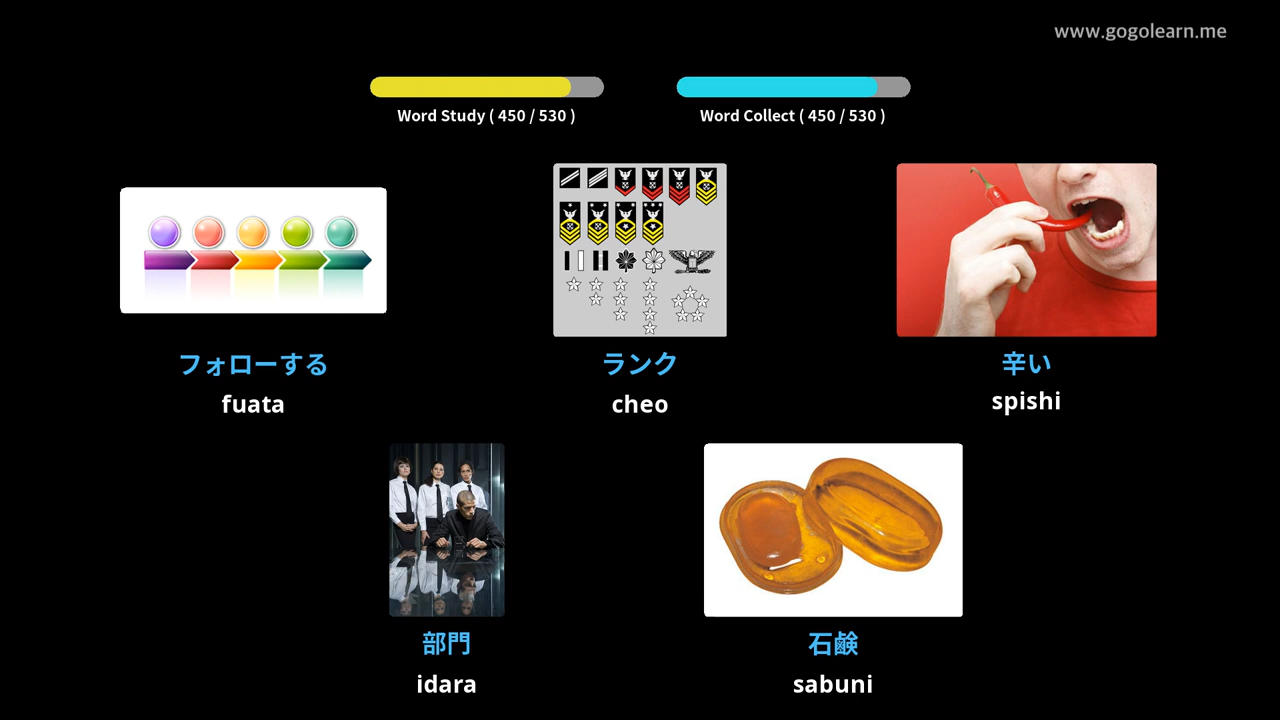 www.gogolearn.me
Word Study ( 450 / 530 )
Word Collect ( 450 / 530 )
フォローする
fuata
ランク
cheo
辛い
spishi
部門
idara
石鹸
sabuni